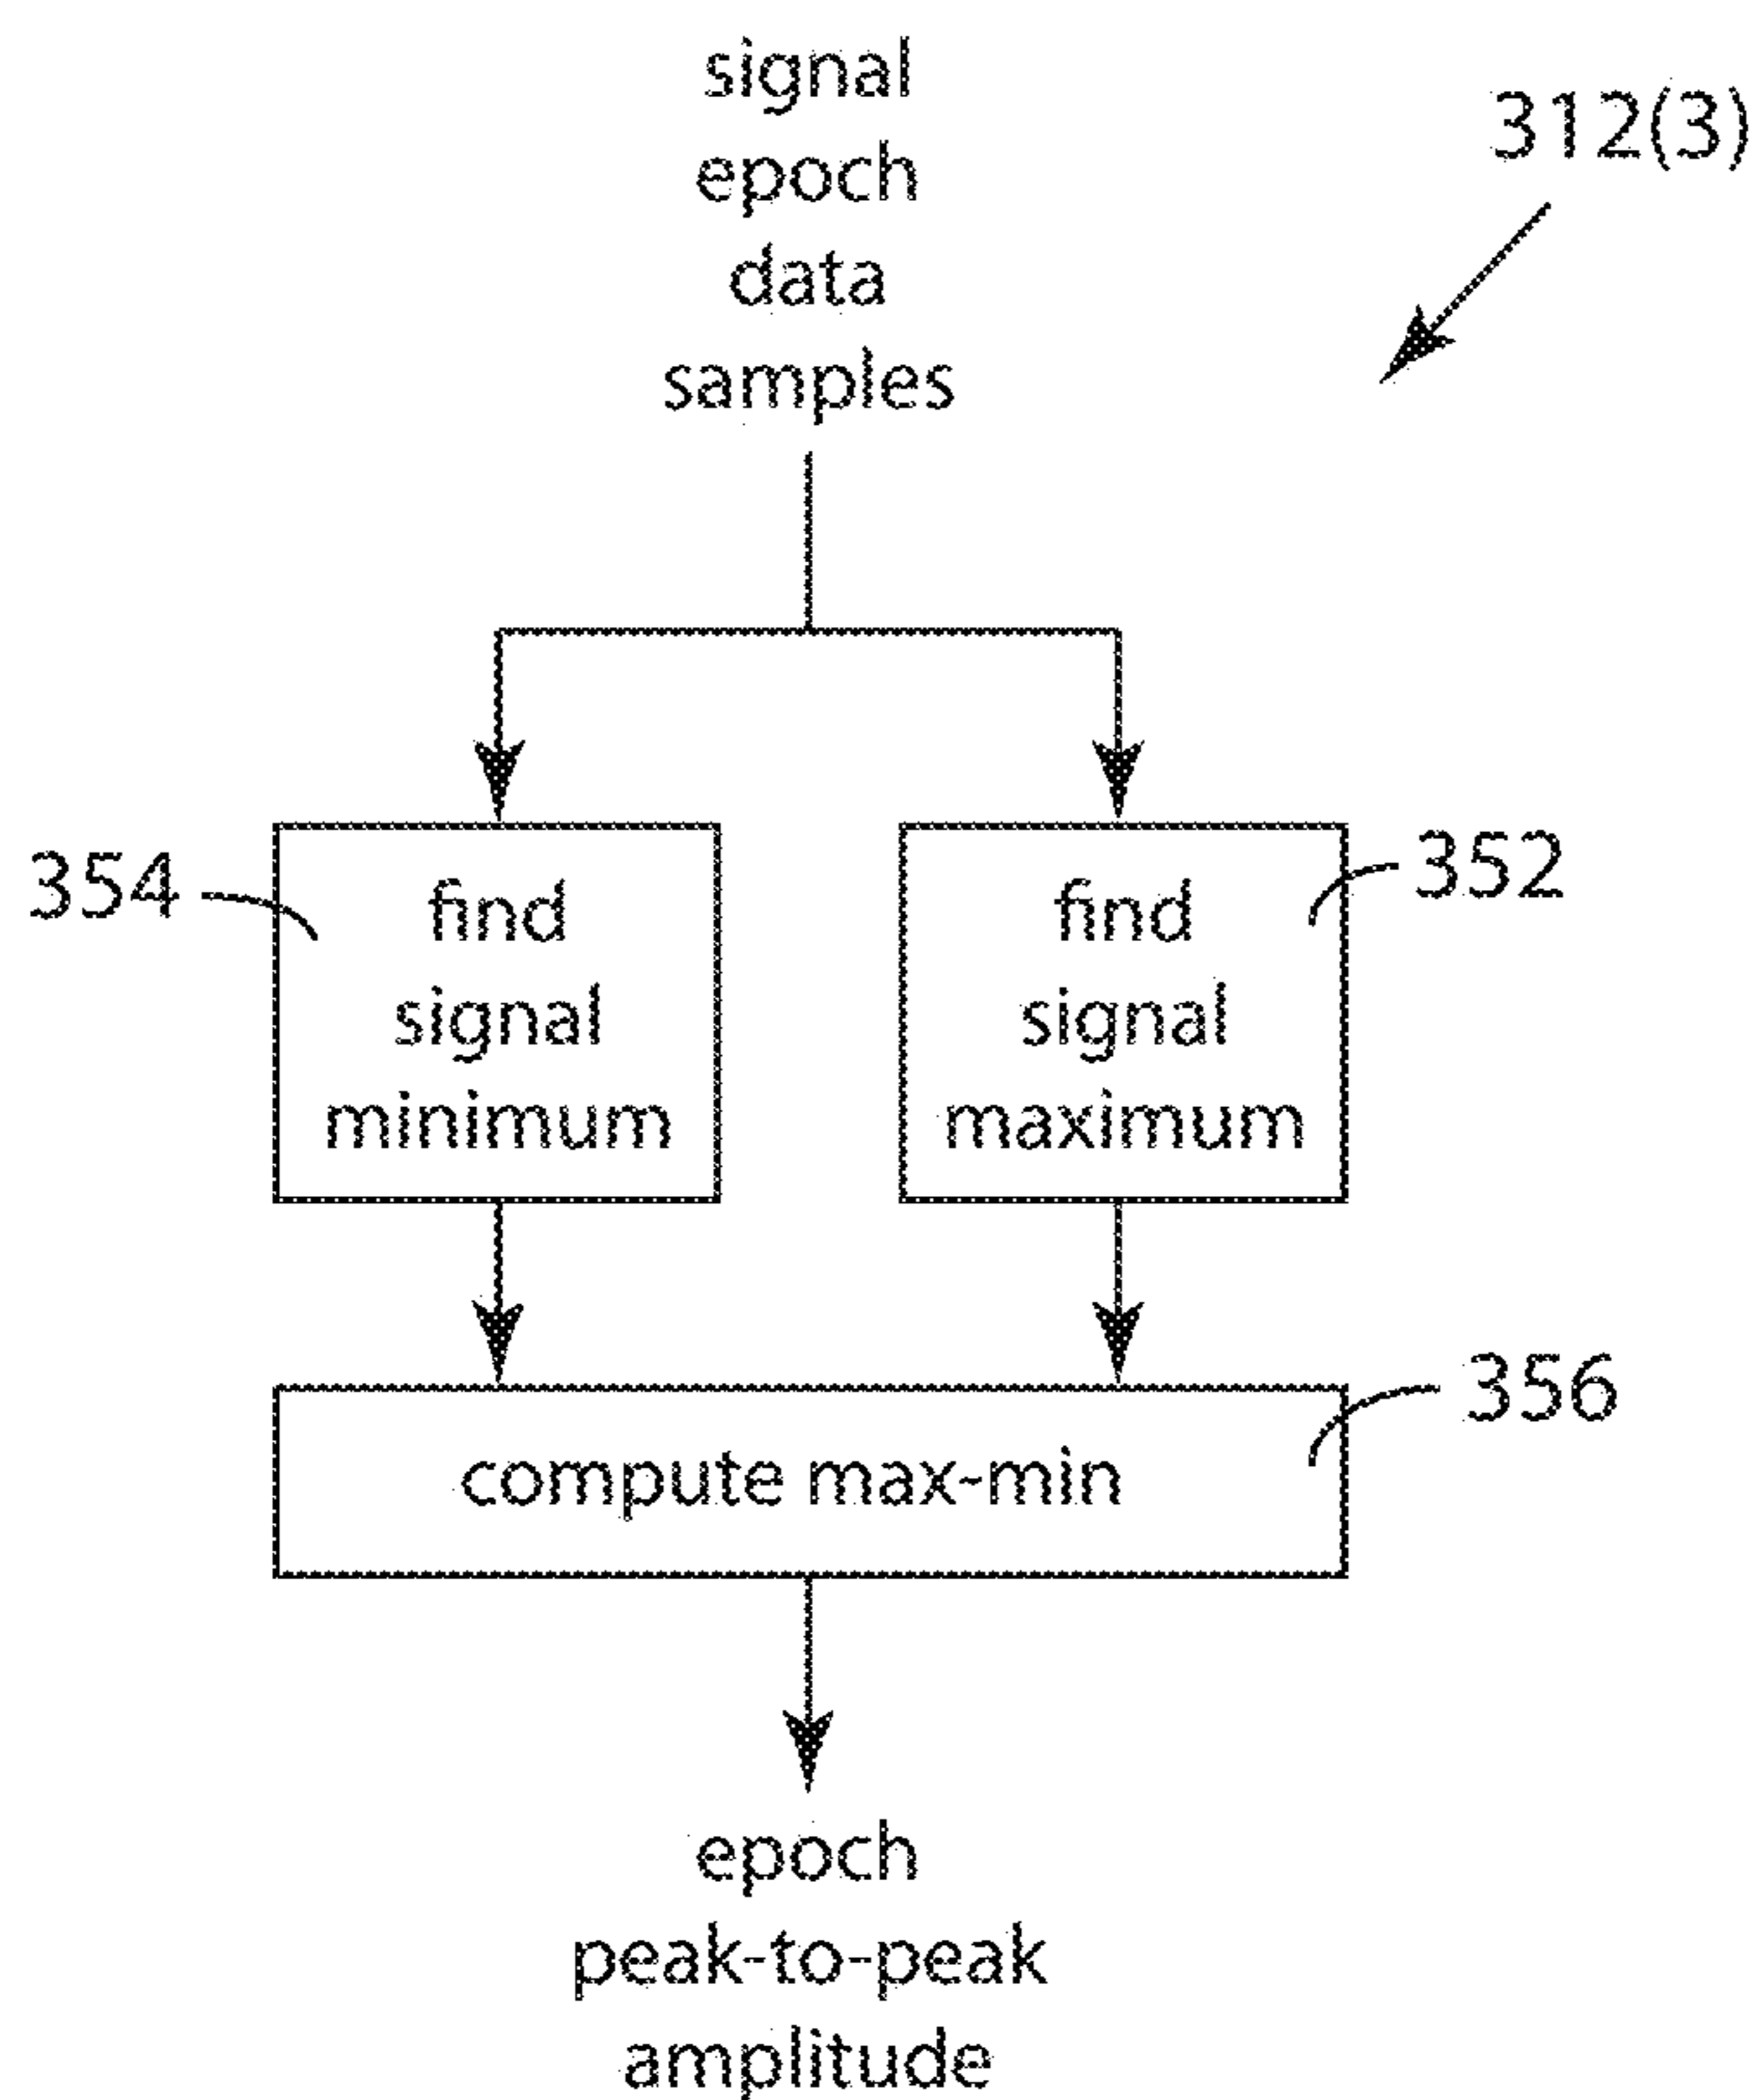 signal
epoch
data
samples
312(3)
354
find
signal
minimum
find
signal
maximum
352
compute max-min
356
epoch
peak-to-peak
amplitude